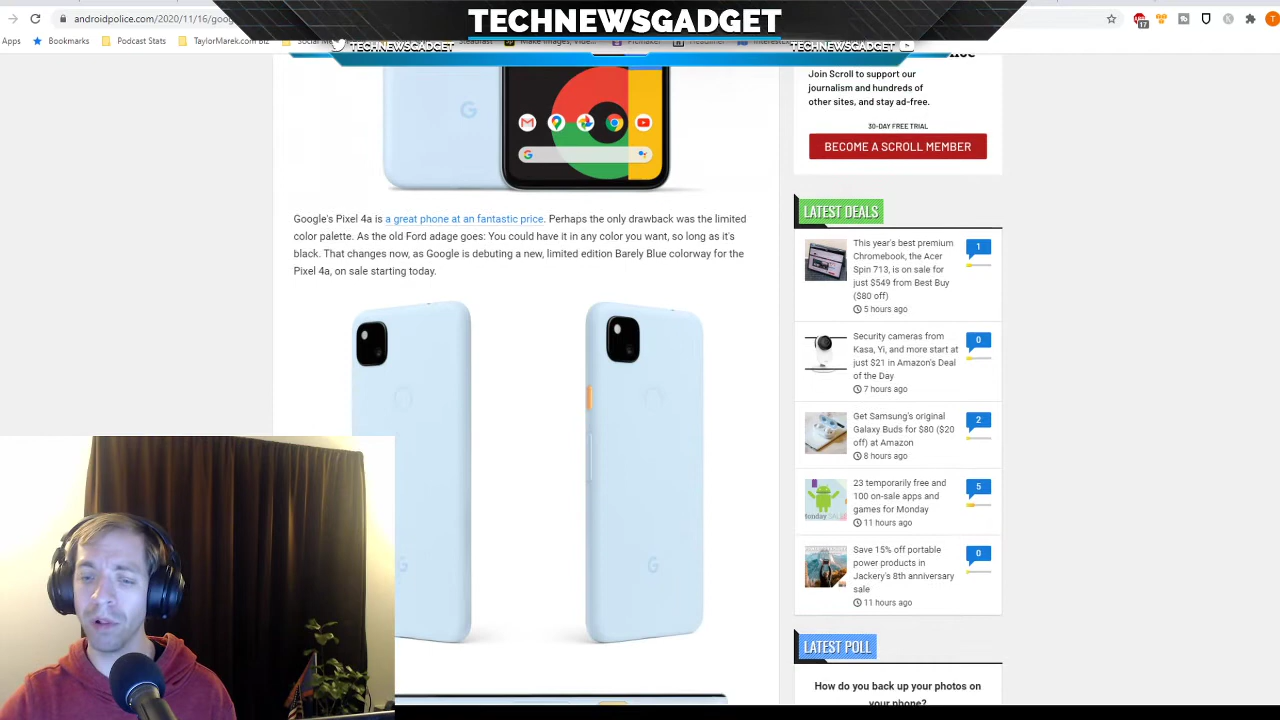 androidpolice.com/2020/11/16/goog
TECHNEWSGADGET
17
T
Bookmarks
Podcast Stats
TaylorMarek.com Biz
TECHNEWSGADGET
TECHNEWSGADGET
Join Scroll to support our
journalism and hundreds of
other sites, and stay ad-free.
30-DAY FREE TRIAL
BECOME A SCROLL MEMBER
Google's Pixel 4a is a great phone at an fantastic price. Perhaps the only drawback was the limited
color palette. As the old Ford adage goes: You could have it in any color you want, so long as it's
black. That changes now, as Google is debuting a new, limited edition Barely Blue colorway for the
Pixel 4a, on sale starting today.
LATEST DEALS
This year's best premium
Chromebook, the Acer
Spin 713, is on sale for
just $549 from Best Buy
($80 off)
5 hours ago
1
Security cameras from
Kasa, Yi, and more start at
just $21 in Amazon's Deal
of the Day
7 hours ago
0
Get Samsung's original
Galaxy Buds for $80 ($20
off) at Amazon
8 hours ago
2
23 temporarily free and
100 on-sale apps and
games for Monday
11 hours ago
5
Save 15% off portable
power products in
Jackery's 8th anniversary
sale
11 hours ago
0
LATEST POLL
How do you back up your photos on
your phone?